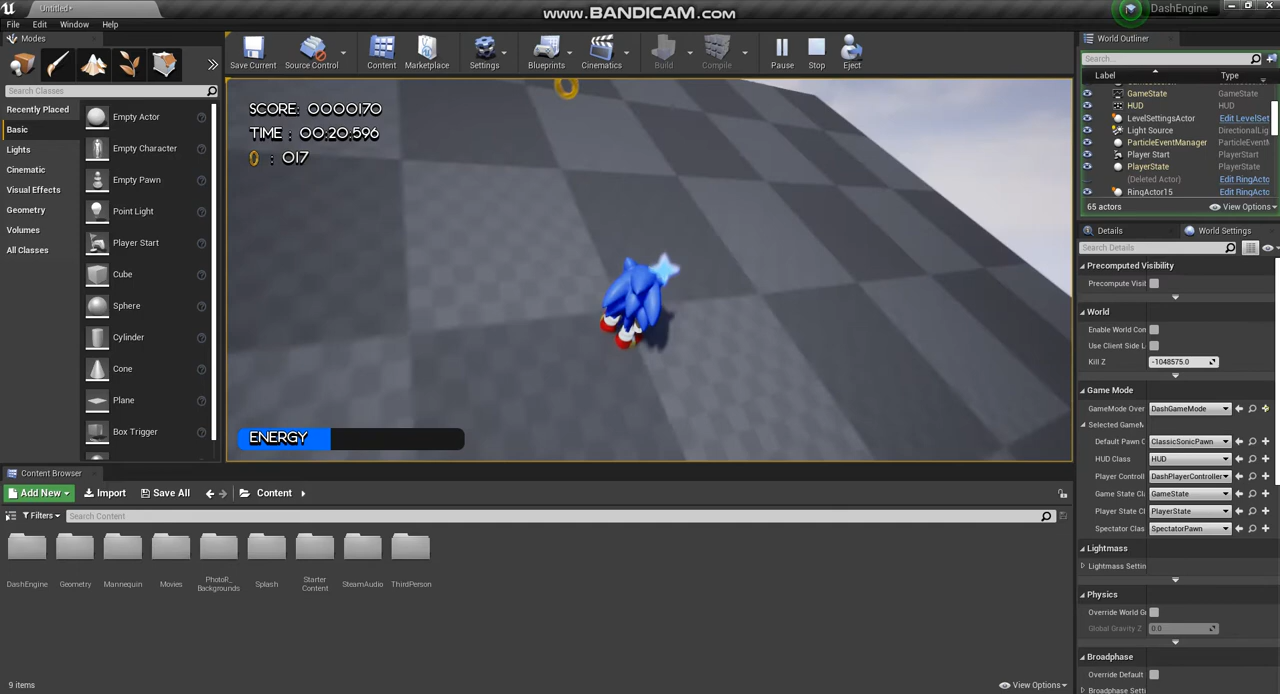 Untitled*
www.BANDICAM.com
DashEngine
File Edit Window Help
Modes
Search Classes
Recently Placed
Basic
Lights
Cinematic
Visual Effects
Geometry
Volumes
All Classes
Empty Actor
Empty Character
Empty Pawn
Point Light
Player Start
Cube
Sphere
Cylinder
Cone
Plane
Box Trigger
Save Current
Source Control
Content
Marketplace
Settings
Blueprints
Cinematics
Build
Compile
Pause
Stop
Eject
SCORE: 0000170
TIME : 00:20:596
0 : 017
ENERGY
World Outliner
Search...
Label Type
GameState GameState
HUD HUD
LevelSettingsActor Edit LevelSet
Light Source DirectionalLig
ParticleEventManager ParticleEventM
Player Start PlayerStart
PlayerState PlayerState
(Deleted Actor) Edit RingActo
RingActor15 Edit RingActo
65 actors View Options
Details World Settings
Search Details
Precomputed Visibility
Precompute Visit
World
Enable World Con
Use Client Side L
Kill Z -1048575.0
Game Mode
GameMode Over DashGameMode
Selected GameM
Default Pawn C ClassicSonicPawn
HUD Class HUD
Player Controll DashPlayerController
Game State Cl GameState
Player State Cl PlayerState
Spectator Clas SpectatorPawn
Lightmass
Lightmass Settin
Physics
Override World Gr
Global Gravity Z 0.0
Broadphase
Override Default
Broadphase Setti
Content Browser
Add New Import Save All Content
Filters Search Content
DashEngine
Geometry
Mannequin
Movies
PhotoR_
Backgrounds
Splash
Starter
Content
SteamAudio
ThirdPerson
9 items
View Options